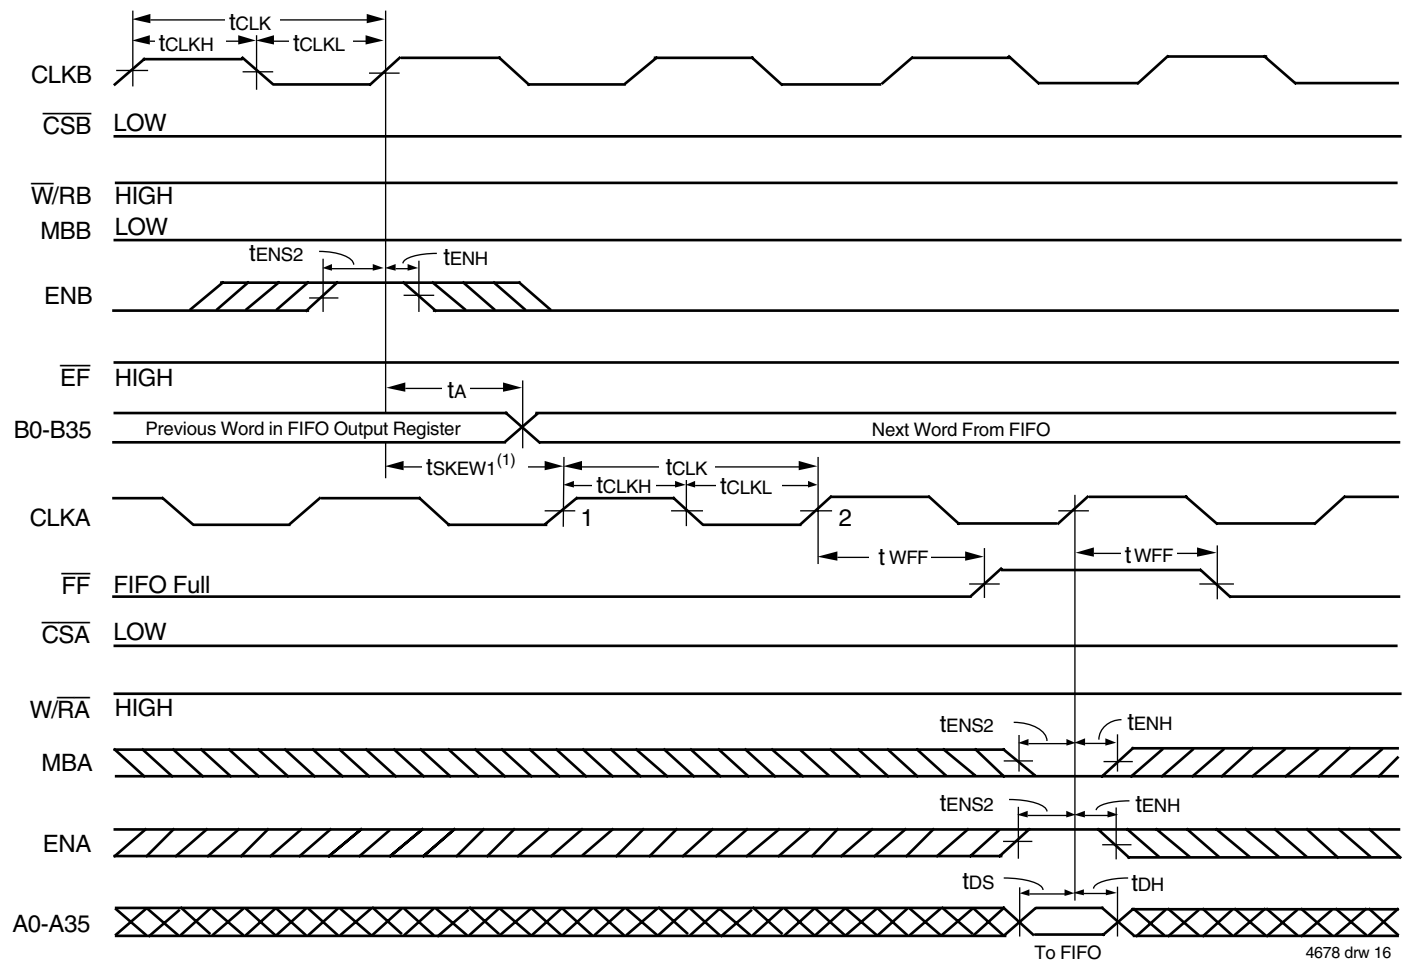 tCLK
tCLKH tCLKL
CLKB
CSB LOW
W/RB HIGH
MBB LOW
tENS2 tENH
ENB
EF HIGH
tA
B0-B35 Previous Word in FIFO Output Register Next Word From FIFO
tSKEW1(1) tCLK
tCLKH tCLKL
CLKA 1 2
tWFF tWFF
FF FIFO Full
CSA LOW
W/RA HIGH
tENS2 tENH
MBA
tENS2 tENH
ENA
tDS tDH
A0-A35
To FIFO
4678 drw 16